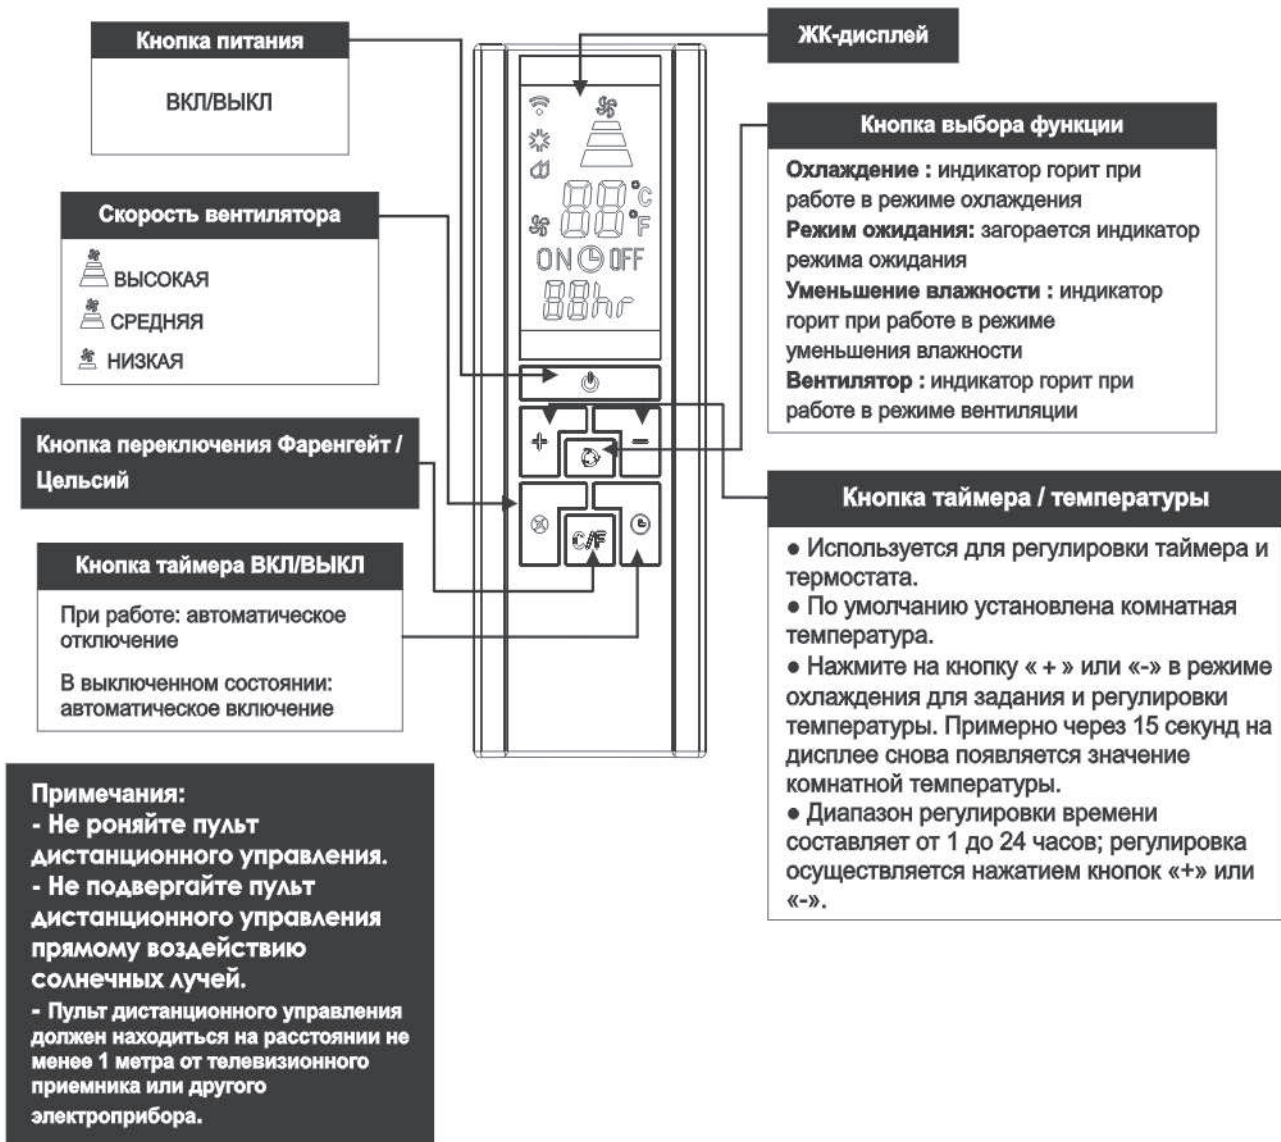 Кнопка питания
ВКЛ/ВЫКЛ
Скорость вентилятора
ВЫСОКАЯ
СРЕДНЯЯ
НИЗКАЯ
Кнопка переключения Фаренгейт /
Цельсий
Кнопка таймера ВКЛ/ВЫКЛ
При работе: автоматическое
отключение
В выключенном состоянии:
автоматическое включение
Примечания:
- Не роняйте пульт
дистанционного управления.
- Не подвергайте пульт
дистанционного управления
прямому воздействию
солнечных лучей.
- Пульт дистанционного управления
должен находиться на расстоянии не
менее 1 метра от телевизионного
приемника или другого
электроприбора.
88°C
°F
ON OFF
88hr
+ -
C/F
ЖК-дисплей
Кнопка выбора функции
Охлаждение : индикатор горит при
работе в режиме охлаждения
Режим ожидания: загорается индикатор
режима ожидания
Уменьшение влажности : индикатор
горит при работе в режиме
уменьшения влажности
Вентилятор : индикатор горит при
работе в режиме вентиляции
Кнопка таймера / температуры
● Используется для регулировки таймера и
термостата.
● По умолчанию установлена комнатная
температура.
● Нажмите на кнопку « + » или «-» в режиме
охлаждения для задания и регулировки
температуры. Примерно через 15 секунд на
дисплее снова появляется значение
комнатной температуры.
● Диапазон регулировки времени
составляет от 1 до 24 часов; регулировка
осуществляется нажатием кнопок «+» или
«-».